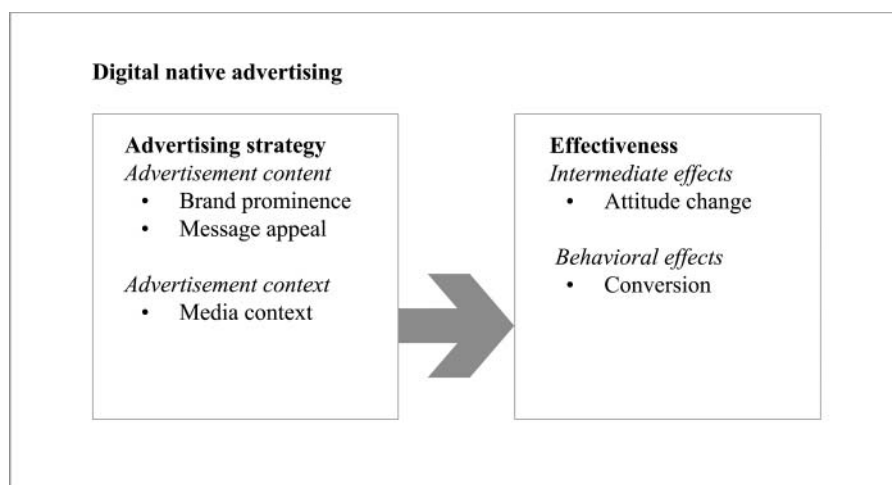 Digital native advertising
Advertising strategy
Advertisement content
• Brand prominence
• Message appeal
Advertisement context
• Media context
Effectiveness
Intermediate effects
• Attitude change
Behavioral effects
• Conversion